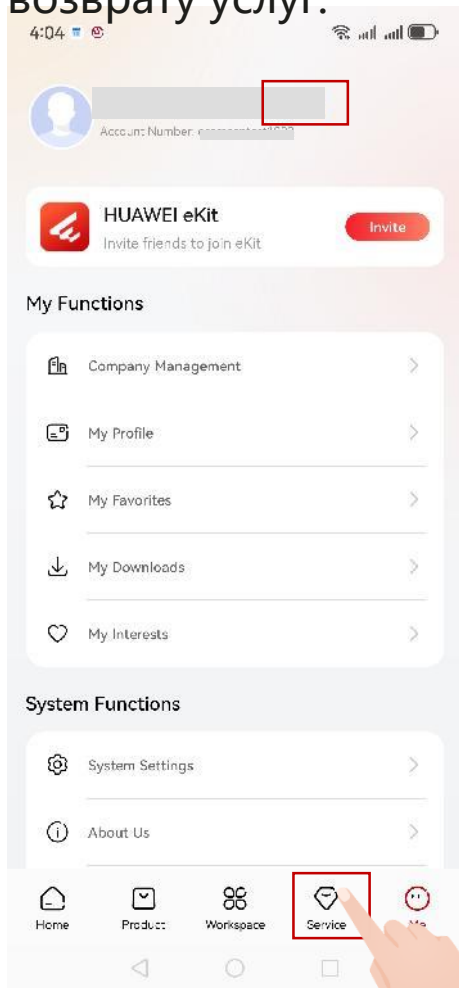 возврату услуг.
4:04
Account Number:
HUAWEI eKit
Invite friends to join eKit
Invite
My Functions
Company Management
My Profile
My Favorites
My Downloads
My Interests
System Functions
System Settings
About Us
Home
Product
Workspace
Service
Me